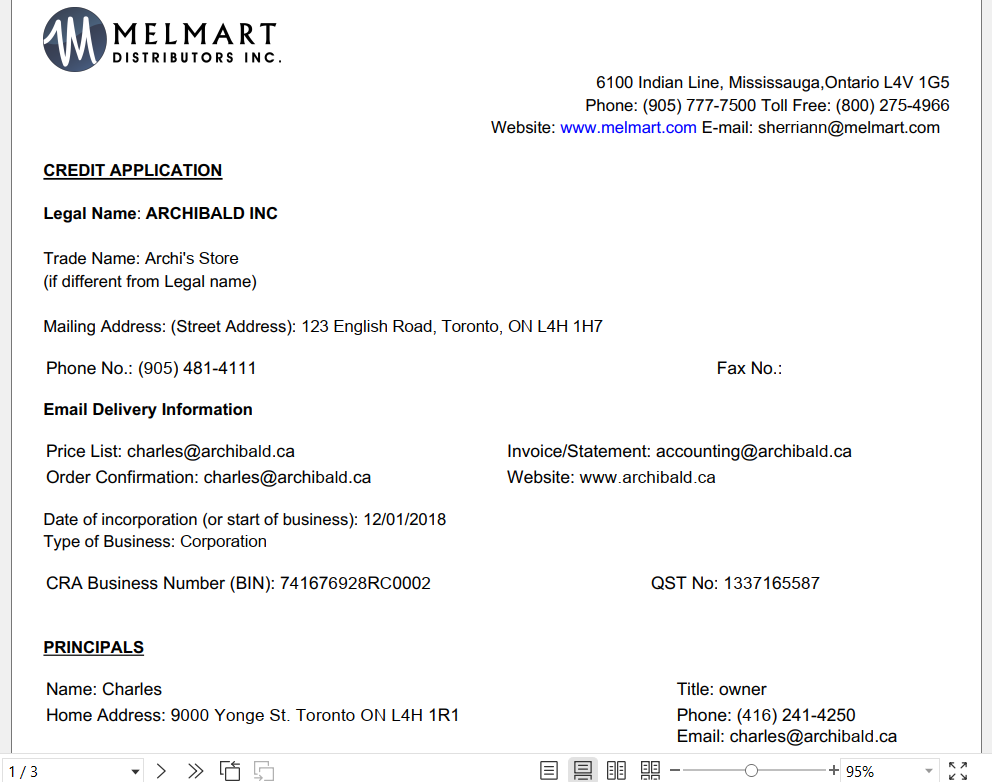 MELMART
DISTRIBUTORS INC.
6100 Indian Line, Mississauga,Ontario L4V 1G5
Phone: (905) 777-7500 Toll Free: (800) 275-4966
Website: www.melmart.com E-mail: sherriann@melmart.com
CREDIT APPLICATION
Legal Name: ARCHIBALD INC
Trade Name: Archi's Store
(if different from Legal name)
Mailing Address: (Street Address): 123 English Road, Toronto, ON L4H 1H7
Phone No.: (905) 481-4111 Fax No.:
Email Delivery Information
Price List: charles@archibald.ca Invoice/Statement: accounting@archibald.ca
Order Confirmation: charles@archibald.ca Website: www.archibald.ca
Date of incorporation (or start of business): 12/01/2018
Type of Business: Corporation
CRA Business Number (BIN): 741676928RC0002 QST No: 1337165587
PRINCIPALS
Name: Charles Title: owner
Home Address: 9000 Yonge St. Toronto ON L4H 1R1 Phone: (416) 241-4250
Email: charles@archibald.ca
1 / 3 95%